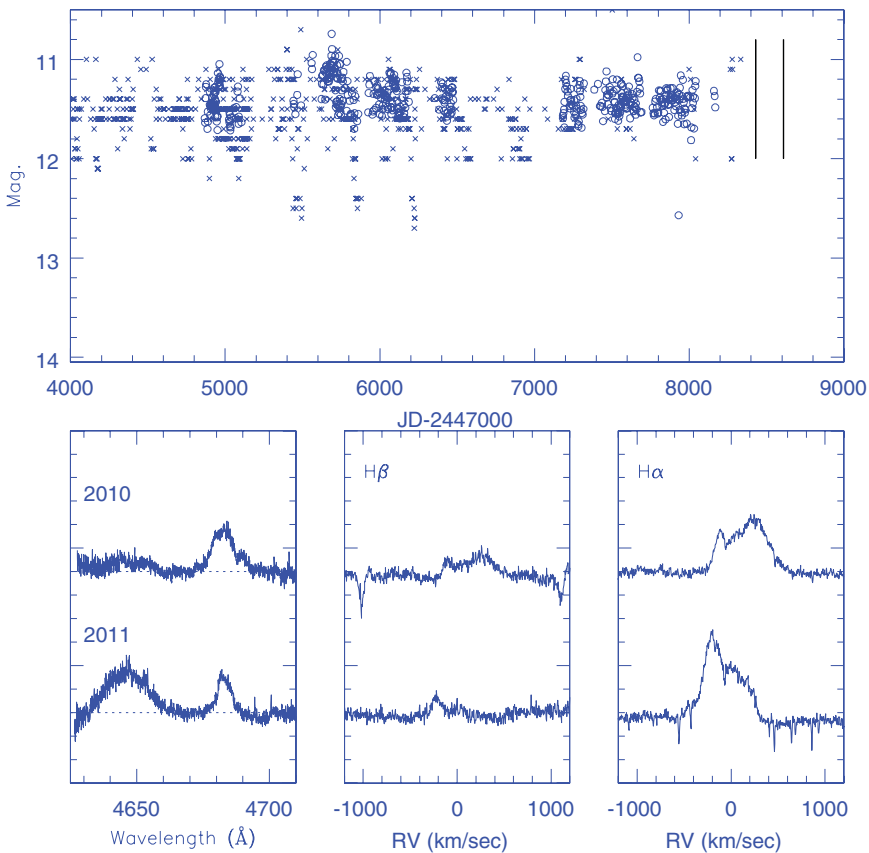 11
12
13
14
Mag.
4000 5000 6000 7000 8000 9000
JD-2447000
2010
2011
4650 4700
Wavelength (Å)
Hβ
-1000 0 1000
RV (km/sec)
Hα
-1000 0 1000
RV (km/sec)